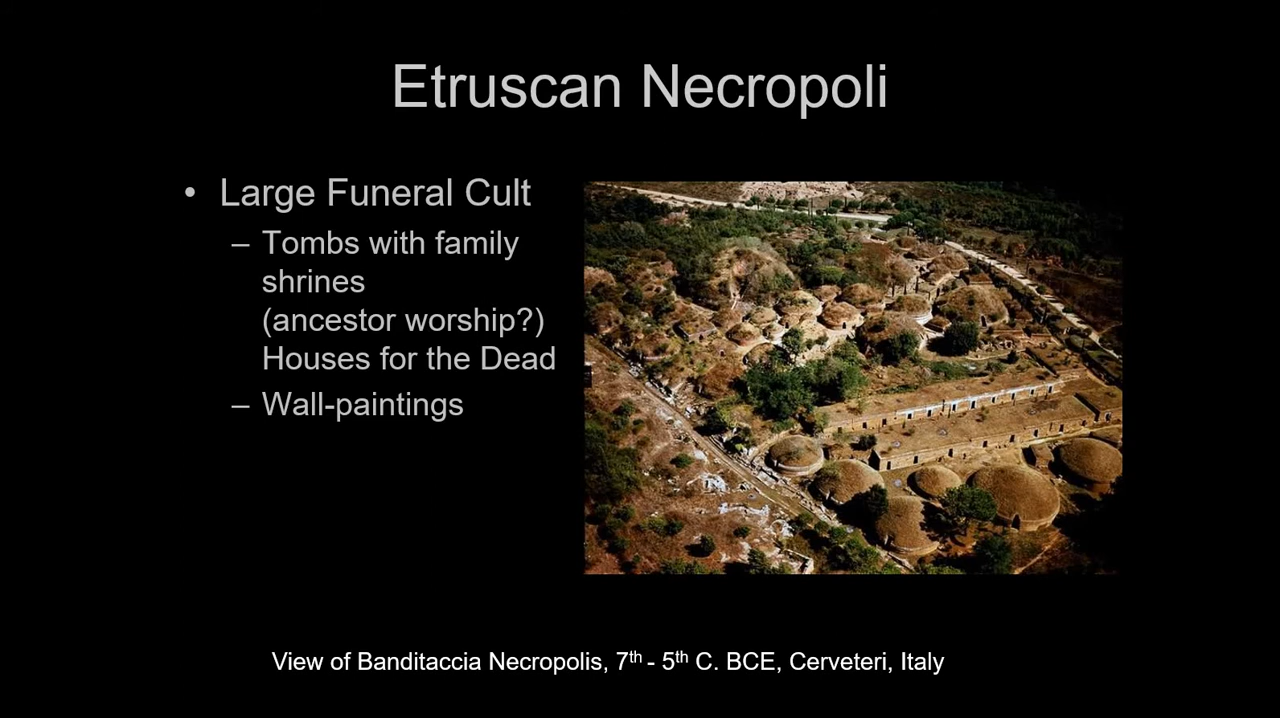 Etruscan Necropoli
• Large Funeral Cult
– Tombs with family
shrines
(ancestor worship?)
Houses for the Dead
– Wall-paintings
View of Banditaccia Necropolis, 7th - 5th C. BCE, Cerveteri, Italy